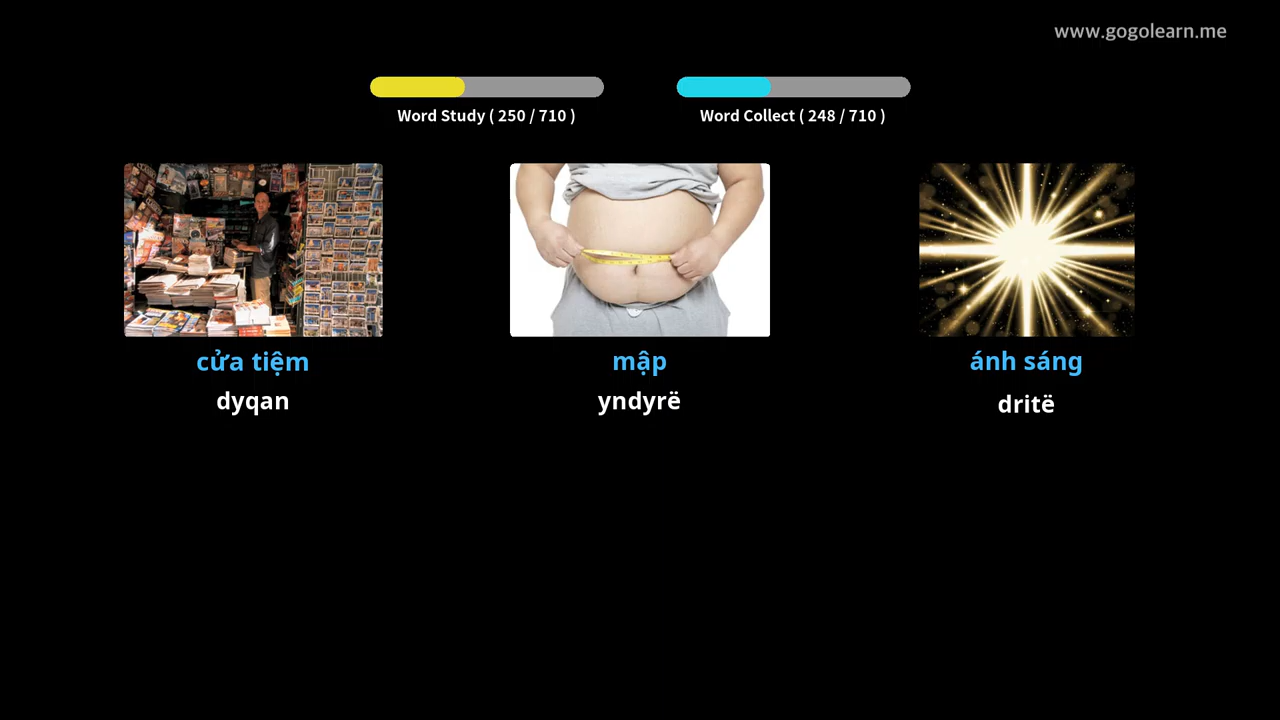 www.gogolearn.me
Word Study ( 250 / 710 )
Word Collect ( 248 / 710 )
cửa tiệm
mập
ánh sáng
dyqan
yndyrë
dritë